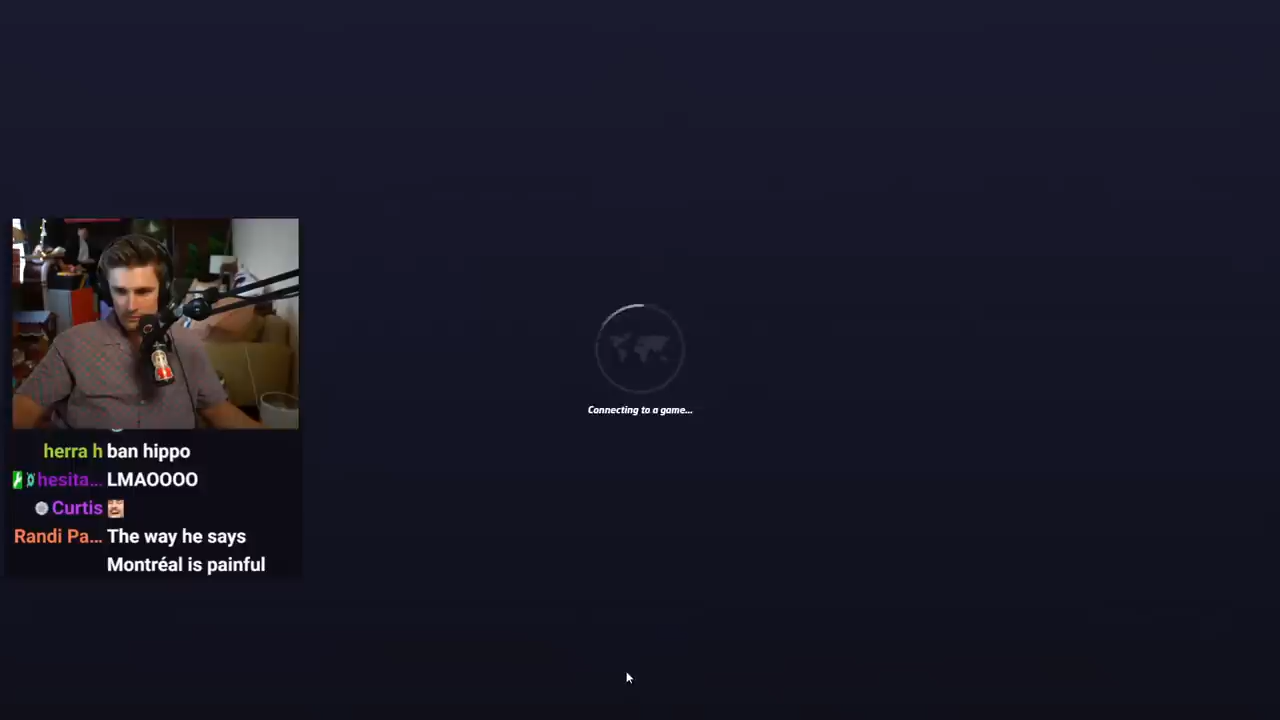 Connecting to a game...
herra h ban hippo
hesita... LMAOOOO
Curtis
Randi Pa... The way he says
Montréal is painful